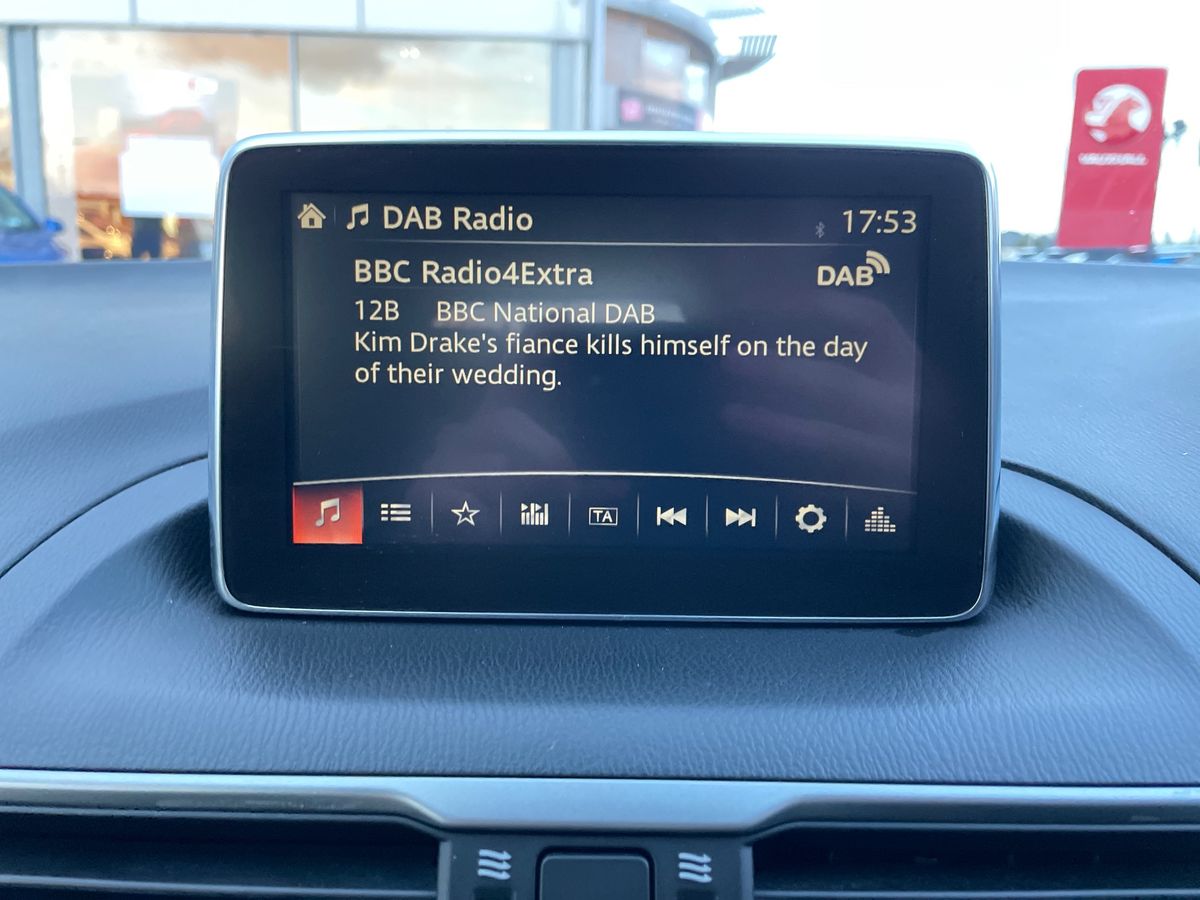 DAB Radio 17:53
BBC Radio4Extra DAB
12B BBC National DAB
Kim Drake's fiance kills himself on the day
of their wedding.
TA
VAUXHALL